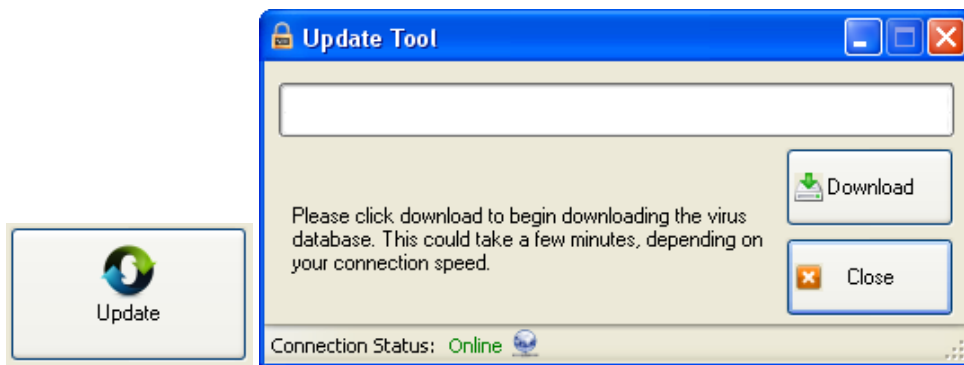 Update
Update Tool
Download
Please click download to begin downloading the virus
database. This could take a few minutes, depending on
your connection speed.
Close
Connection Status: Online